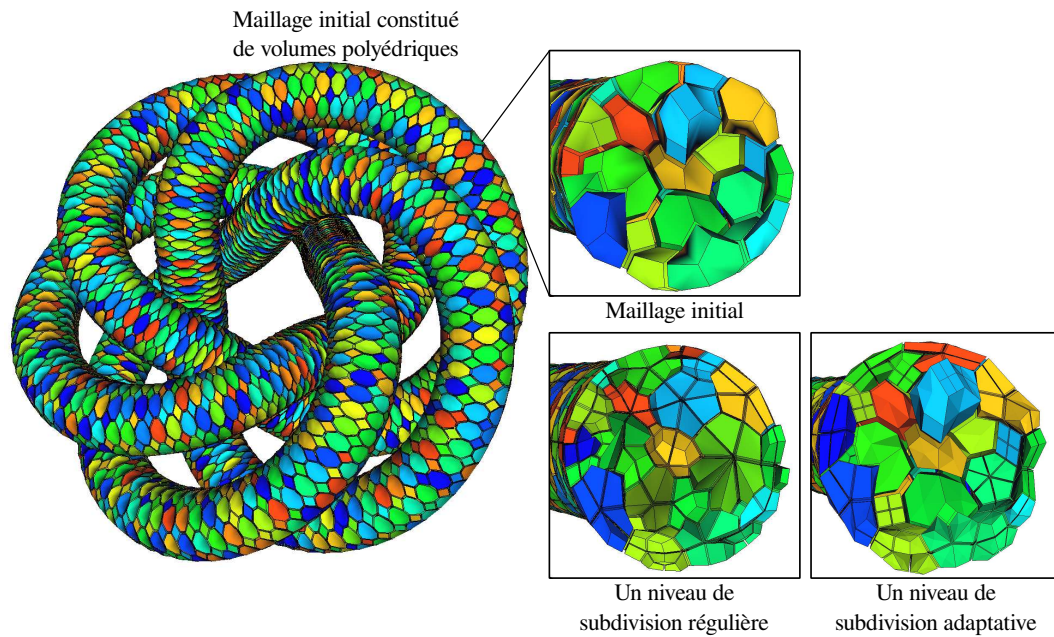 Maillage initial constitué
de volumes polyédriques
Maillage initial
Un niveau de
subdivision régulière
Un niveau de
subdivision adaptative